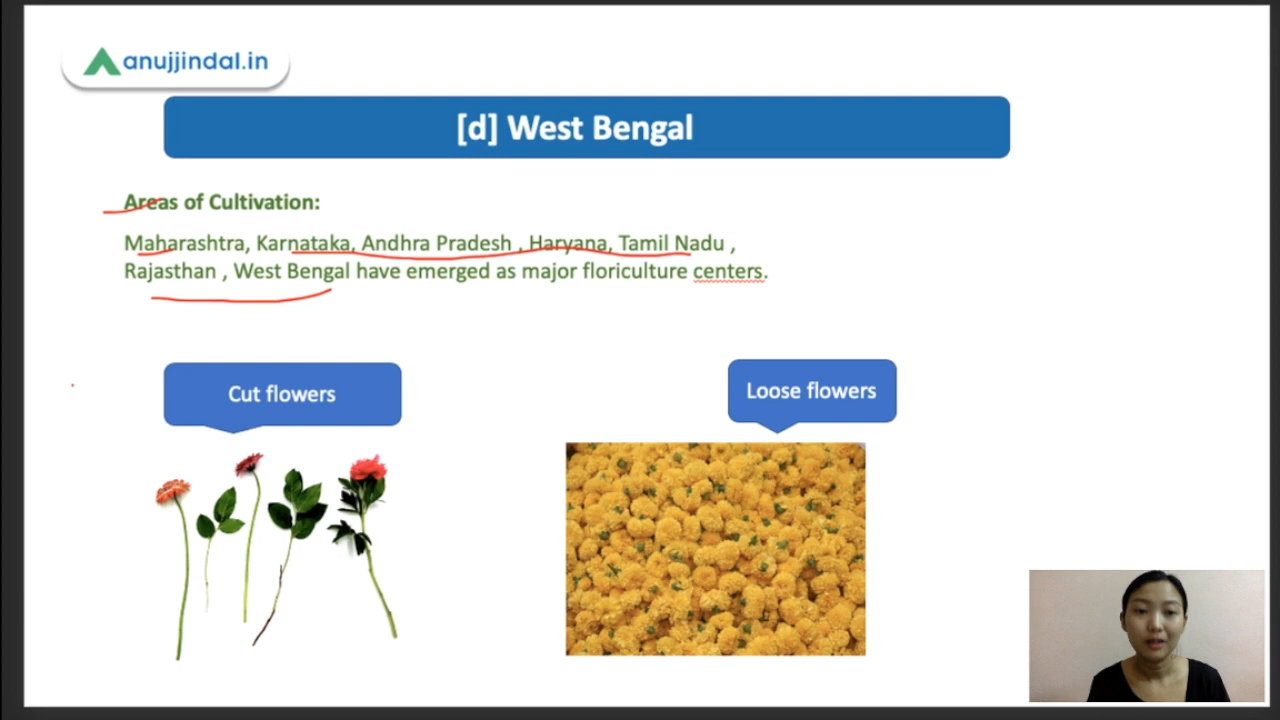 anujjindal.in
[d] West Bengal
Areas of Cultivation:
Maharashtra, Karnataka, Andhra Pradesh , Haryana, Tamil Nadu ,
Rajasthan , West Bengal have emerged as major floriculture centers.
Cut flowers
Loose flowers